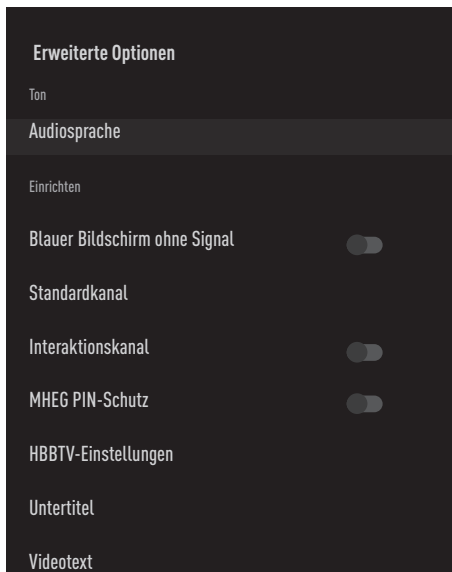 Erweiterte Optionen
Ton
Audiosprache
Einrichten
Blauer Bildschirm ohne Signal
Standardkanal
Interaktionskanal
MHEG PIN-Schutz
HBBTV-Einstellungen
Untertitel
Videotext